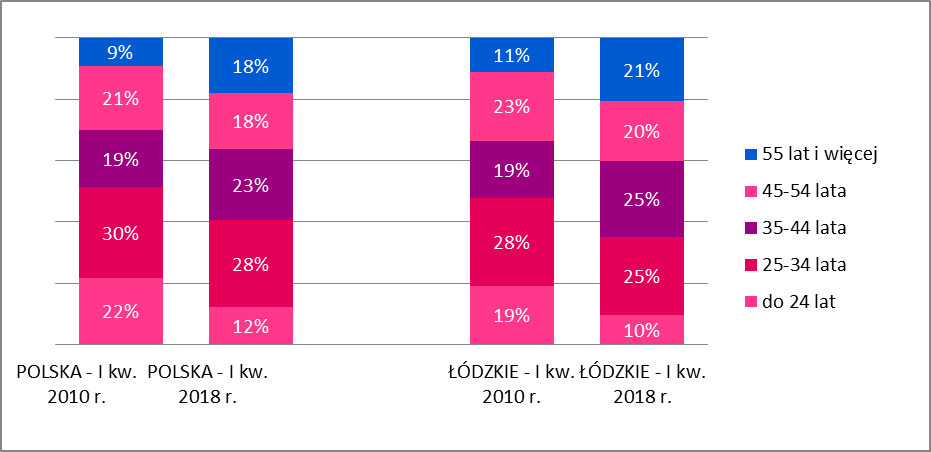 9%
18%
11%
21%
21%
18%
23%
20%
19%
23%
19%
25%
30%
28%
28%
25%
22%
12%
19%
10%
55 lat i więcej
45-54 lata
35-44 lata
25-34 lata
do 24 lat
POLSKA - I kw.
2010 r.
POLSKA - I kw.
2018 r.
ŁÓDZKIE - I kw.
2010 r.
ŁÓDZKIE - I kw.
2018 r.